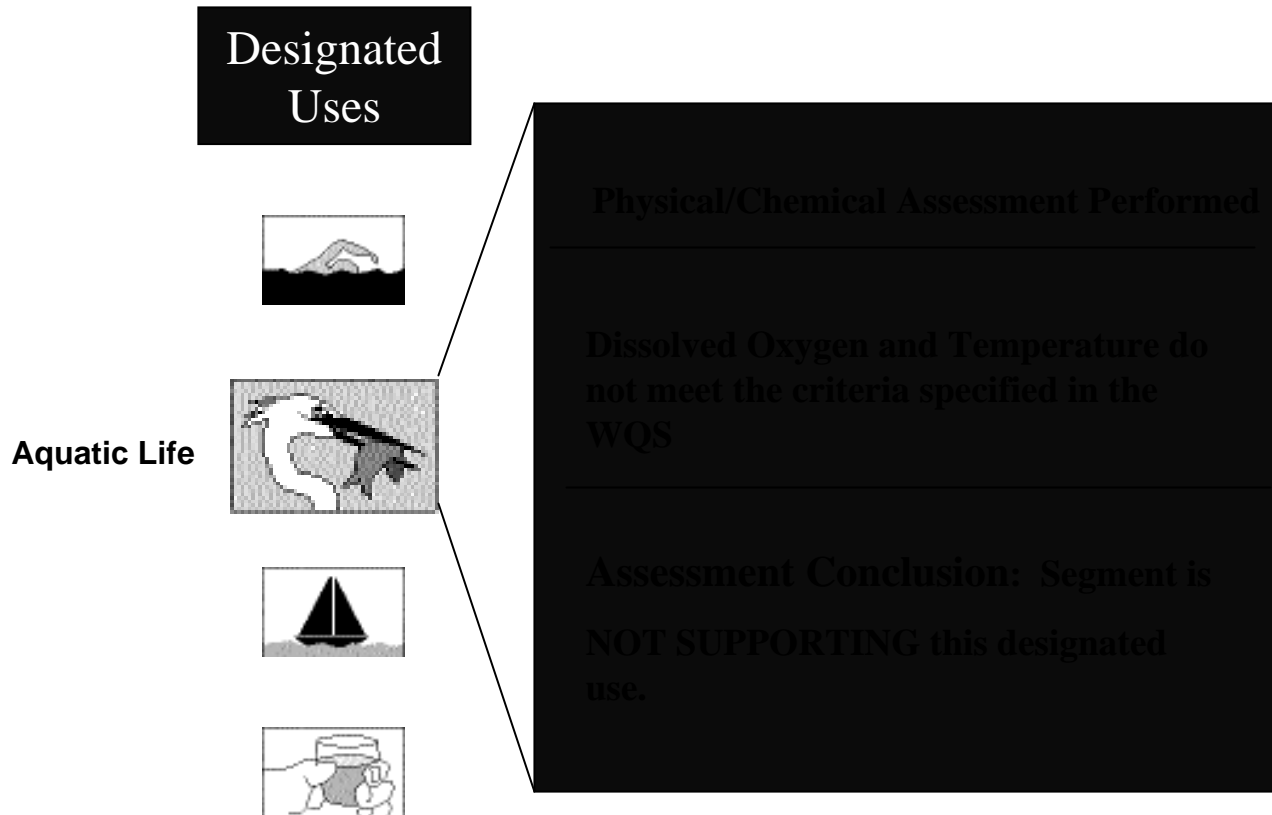 Designated
Uses
Physical/Chemical Assessment Performed
Dissolved Oxygen and Temperature do
not meet the criteria specified in the
WQS
Aquatic Life
Assessment Conclusion: Segment is
NOT SUPPORTING this designated
use.